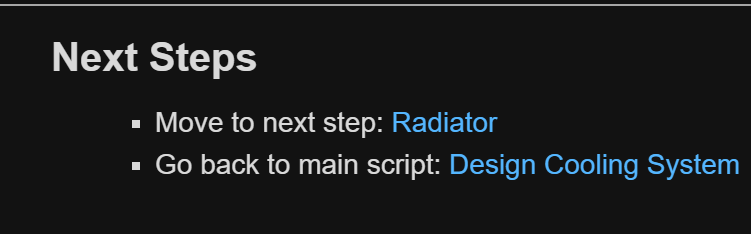 Next Steps
Move to next step: Radiator
Go back to main script: Design Cooling System